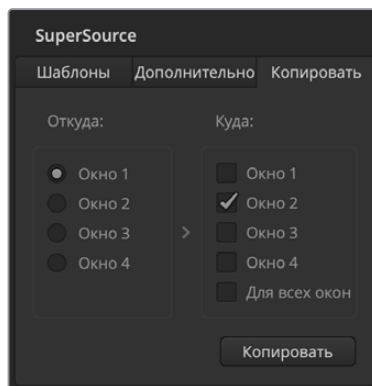 SuperSource
Шаблоны Дополнительно Копировать
Откуда: Куда:
Окно 1 Окно 1
Окно 2 Окно 2
Окно 3 > Окно 3
Окно 4 Окно 4
Для всех окон
Копировать